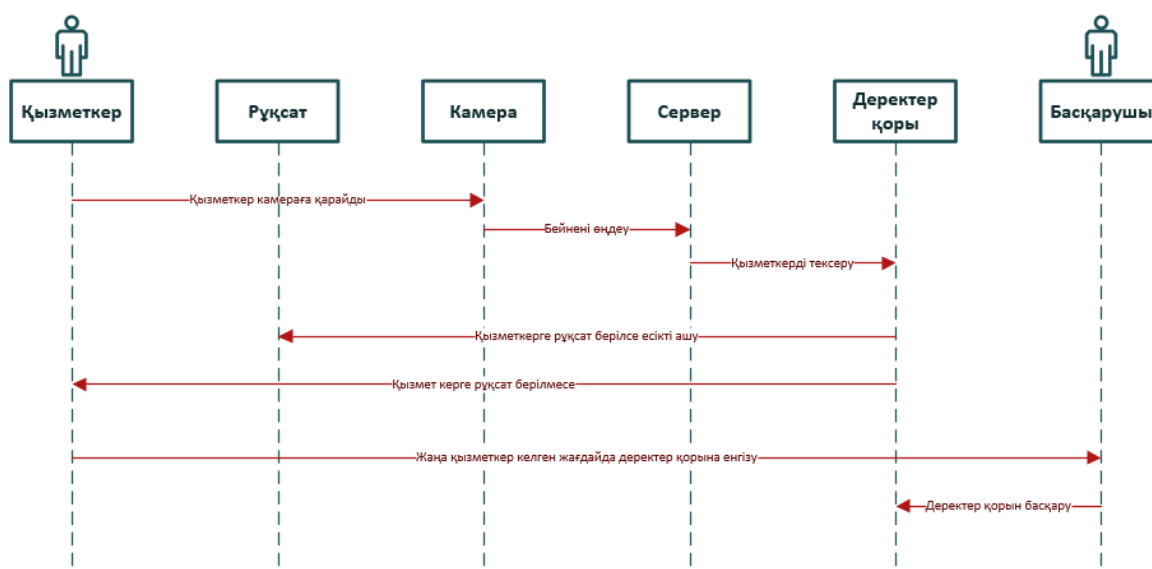 Қызметкер
Рұқсат
Камера
Сервер
Деректер
қоры
Басқарушы
Қызметкер камераға қарайды
Бейнені өңдеу
Қызметкерді тексеру
Қызметкерге рұқсат берілсе есікті ашу
Қызмет керге рұқсат берілмесе
Жаңа қызметкер келген жағдайда деректер қорына енгізу
Деректер қорын басқару